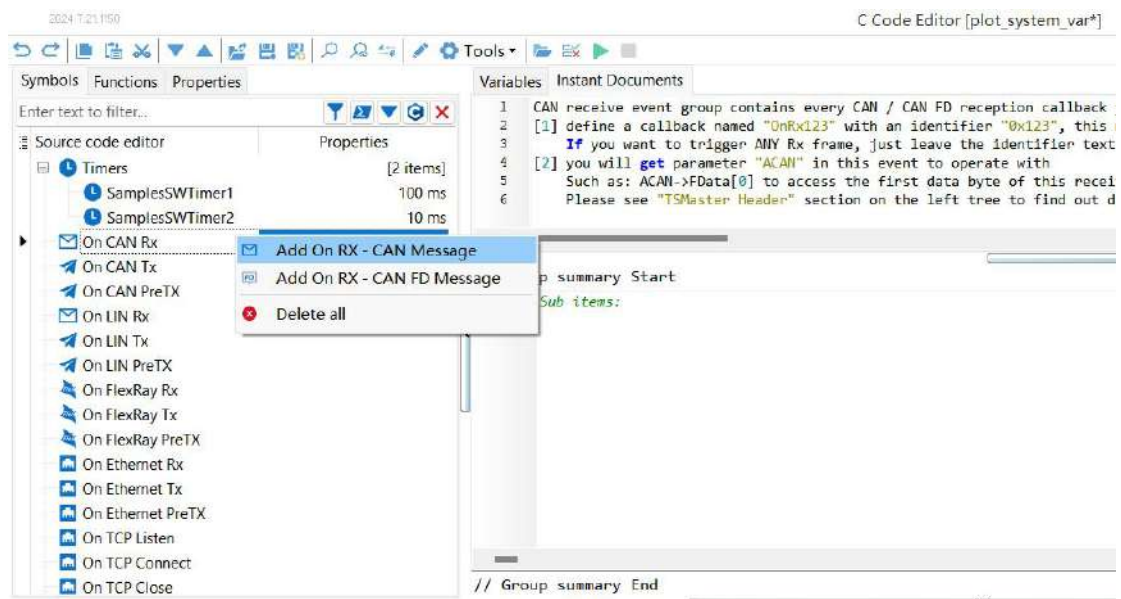 C Code Editor [plot_system_var*]
Tools
Symbols Functions Properties
Variables Instant Documents
Enter text to filter...
Source code editor Properties
Timers [2 items]
SamplesSWTimer1 100 ms
SamplesSWTimer2 10 ms
On CAN Rx
On CAN Tx
On CAN PreTX
On LIN Rx
On LIN Tx
On LIN PreTX
On FlexRay Rx
On FlexRay Tx
On FlexRay PreTX
On Ethernet Rx
On Ethernet Tx
On Ethernet PreTX
On TCP Listen
On TCP Connect
On TCP Close
Add On RX - CAN Message
Add On RX - CAN FD Message
Delete all
1 CAN receive event group contains every CAN / CAN FD reception callback
2 [1] define a callback named "OnRx123" with an identifier "0x123", this
3 If you want to trigger ANY Rx frame, just leave the identifier text
4 [2] you will get parameter "ACAN" in this event to operate with
5 Such as: ACAN->FData[0] to access the first data byte of this recei
6 Please see "TSMaster Header" section on the left tree to find out d
p summary Start
Sub items:
// Group summary End